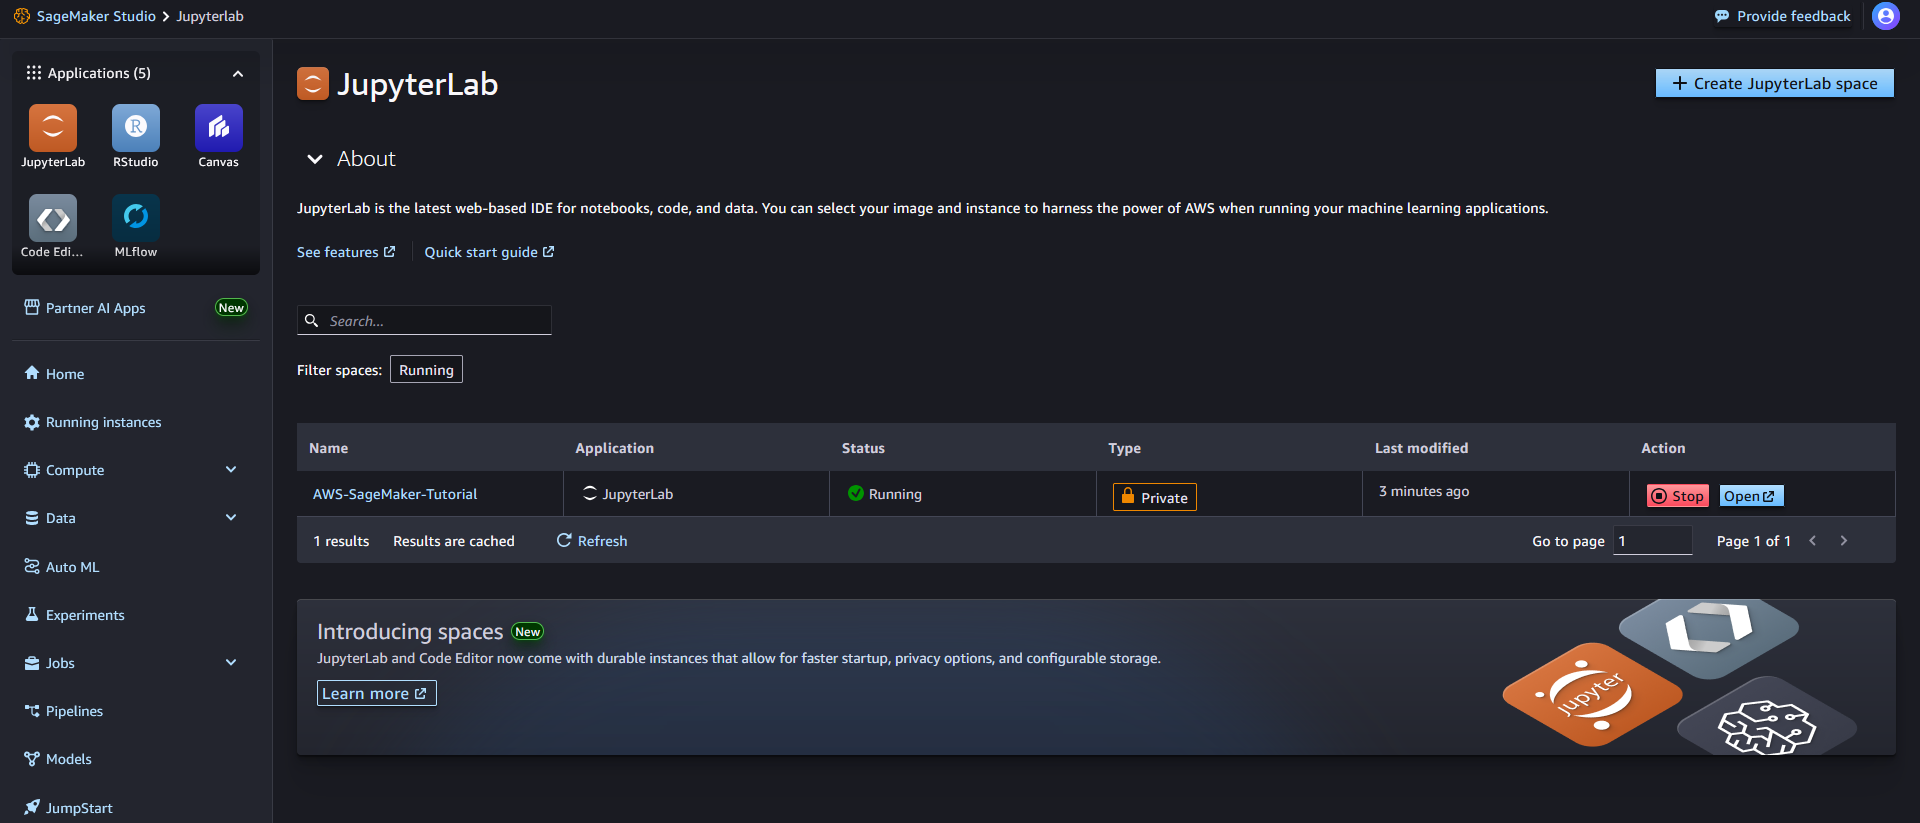 SageMaker Studio > Jupyterlab
Provide feedback
Applications (5)
JupyterLab
RStudio
Canvas
Code Edi...
MLflow
Partner AI Apps
New
Home
Running instances
Compute
Data
Auto ML
Experiments
Jobs
Pipelines
Models
JumpStart
JupyterLab
+ Create JupyterLab space
About
JupyterLab is the latest web-based IDE for notebooks, code, and data. You can select your image and instance to harness the power of AWS when running your machine learning applications.
See features
Quick start guide
Search...
Filter spaces: Running
Name Application Status Type Last modified Action
AWS-SageMaker-Tutorial JupyterLab Running Private 3 minutes ago Stop Open
1 results Results are cached Refresh Go to page 1 Page 1 of 1
Introducing spaces New
JupyterLab and Code Editor now come with durable instances that allow for faster startup, privacy options, and configurable storage.
Learn more
jupyter
R